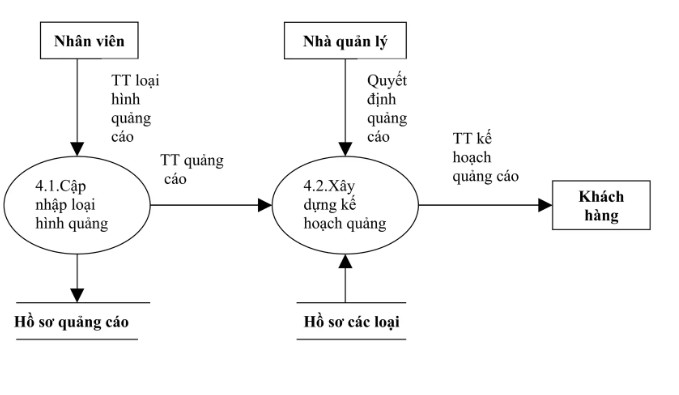 Nhân viên
Nhà quản lý
TT loại
hình
quảng
cáo
Quyết
định
quảng
cáo
TT quảng
cáo
TT kế
hoạch
quảng cáo
4.1.Cập
nhập loại
hình quảng
4.2.Xây
dựng kế
hoạch quảng
Khách
hàng
Hồ sơ quảng cáo
Hồ sơ các loại